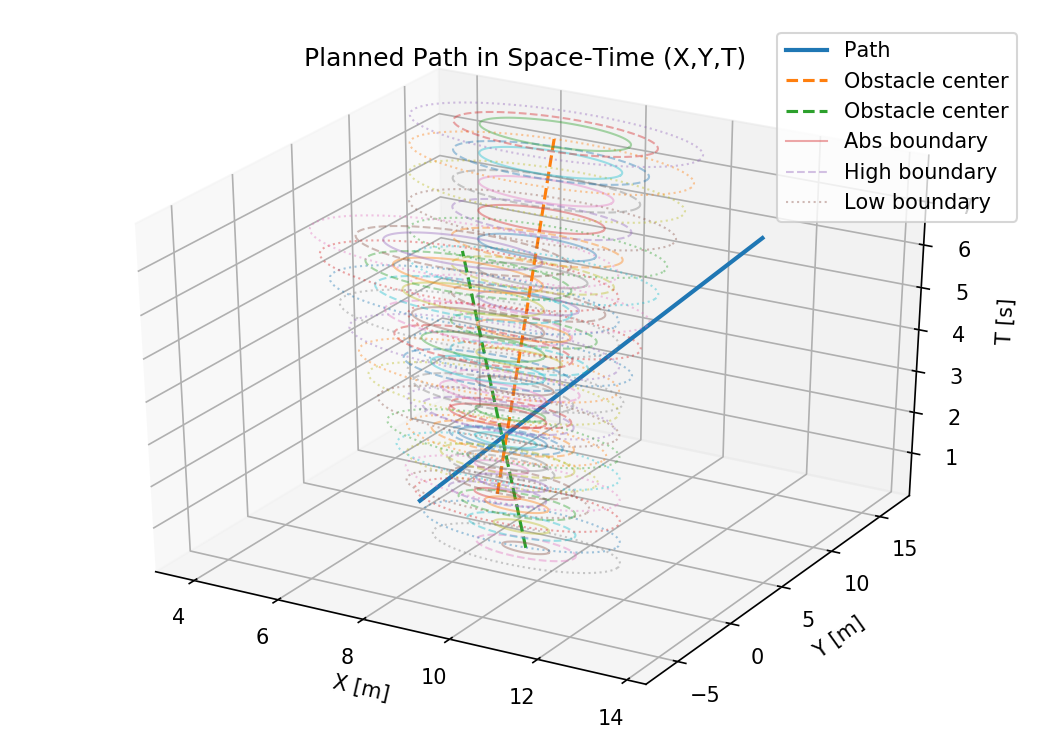 Planned Path in Space-Time (X,Y,T)
Path
Obstacle center
Obstacle center
Abs boundary
High boundary
Low boundary
6
5
4
3
2
1
T [s]
15
10
5
0
−5
Y [m]
4
6
8
10
12
14
X [m]